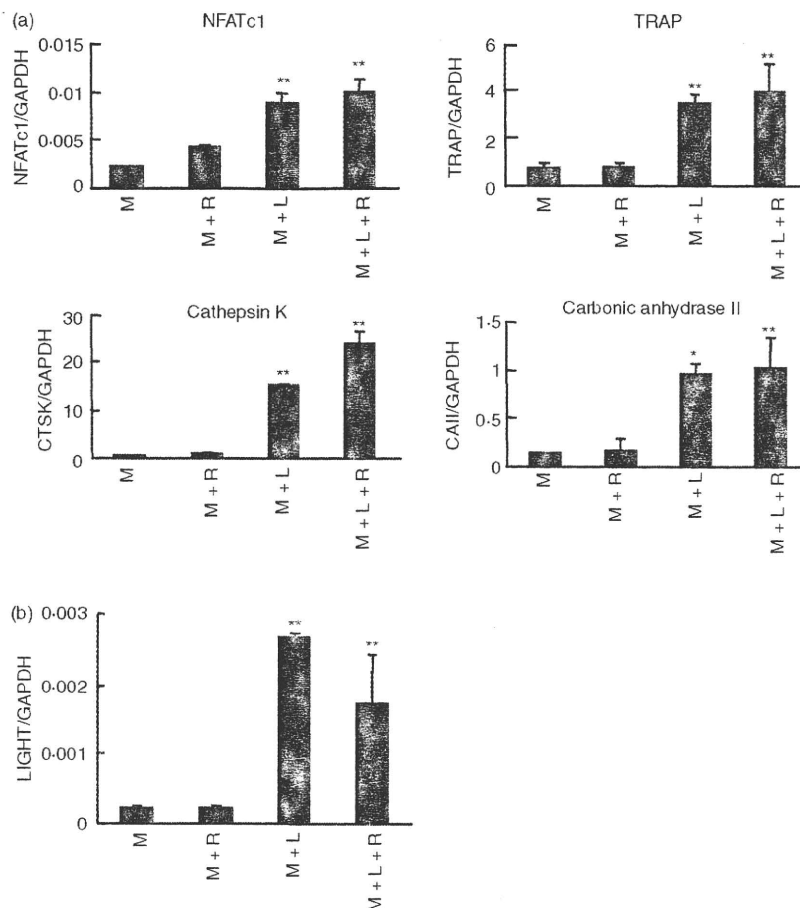 (a)
NFATc1
NFATc1/GAPDH
0·015
0·01
0·005
0
**
**
M
M + R
M + L
M + L + R
TRAP
TRAP/GAPDH
6
4
2
0
**
**
M
M + R
M + L
M + L + R
Cathepsin K
CTSK/GAPDH
30
20
10
0
**
**
M
M + R
M + L
M + L + R
Carbonic anhydrase II
CAII/GAPDH
1·5
1
0·5
0
*
**
M
M + R
M + L
M + L + R
(b)
LIGHT/GAPDH
0·003
0·002
0·001
0
**
**
M
M + R
M + L
M + L + R